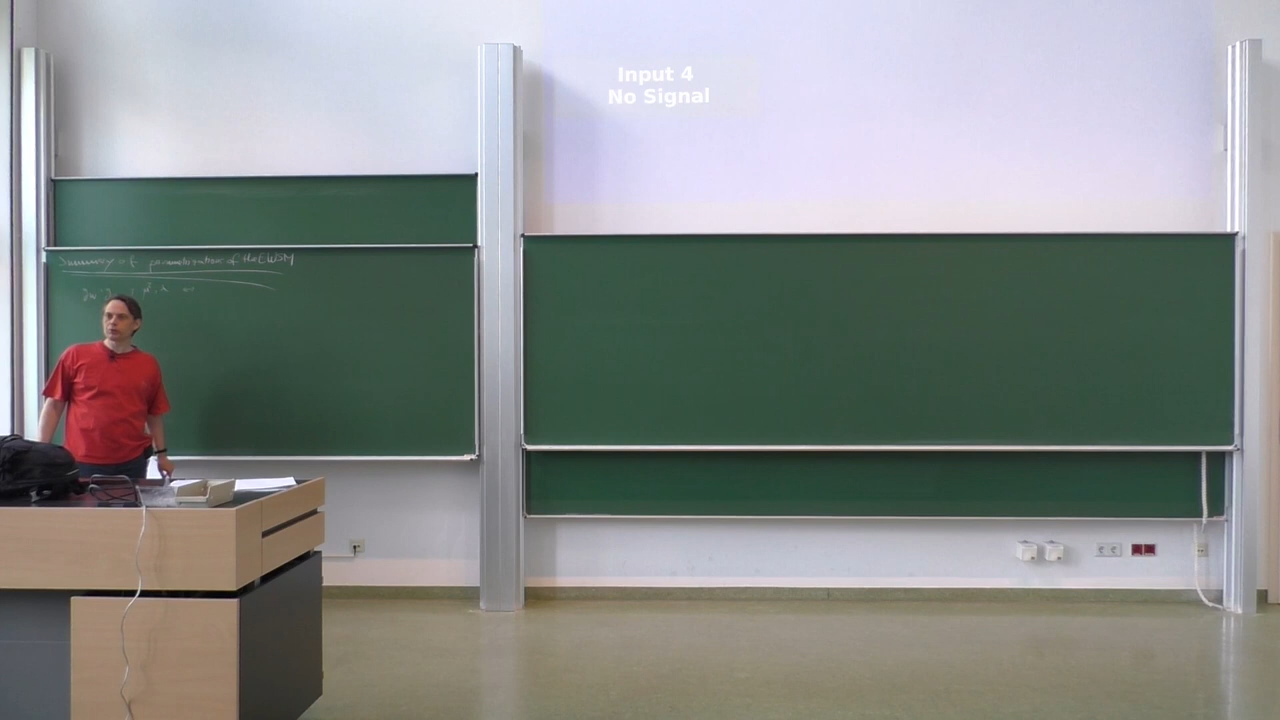 Input 4
No Signal
Summary of parametrization of the EWSM